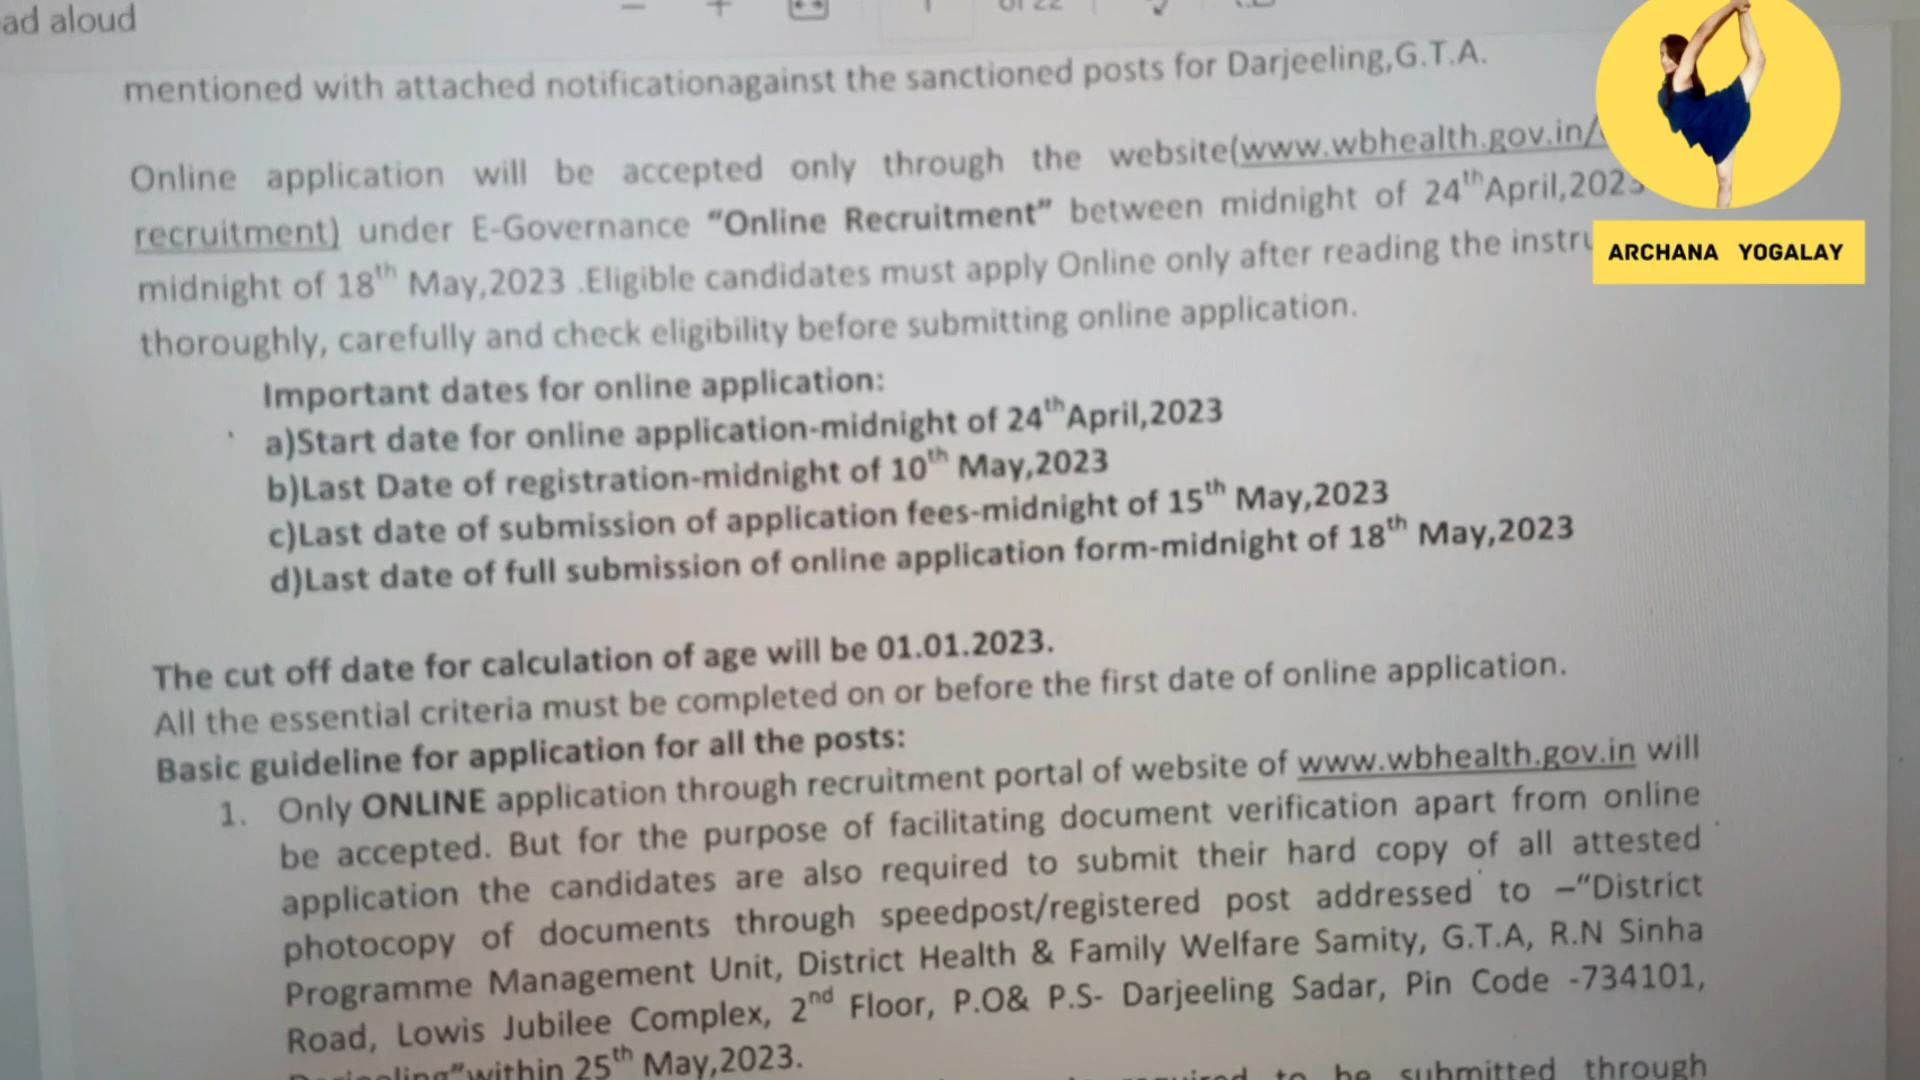 ad aloud
of 22
mentioned with attached notificationagainst the sanctioned posts for Darjeeling,G.T.A.
Online application will be accepted only through the website(www.wbhealth.gov.in/
recruitment) under E-Governance "Online Recruitment" between midnight of 24th April,2023
midnight of 18th May,2023 .Eligible candidates must apply Online only after reading the instru
thoroughly, carefully and check eligibility before submitting online application.
Important dates for online application:
a)Start date for online application-midnight of 24thApril,2023
b)Last Date of registration-midnight of 10th May,2023
c)Last date of submission of application fees-midnight of 15th May,2023
d)Last date of full submission of online application form-midnight of 18th May,2023
The cut off date for calculation of age will be 01.01.2023.
All the essential criteria must be completed on or before the first date of online application.
Basic guideline for application for all the posts:
1. Only ONLINE application through recruitment portal of website of www.wbhealth.gov.in will
be accepted. But for the purpose of facilitating document verification apart from online
application the candidates are also required to submit their hard copy of all attested
photocopy of documents through speedpost/registered post addressed to –"District
Programme Management Unit, District Health & Family Welfare Samity, G.T.A, R.N Sinha
Road, Lowis Jubilee Complex, 2nd Floor, P.O& P.S- Darjeeling Sadar, Pin Code -734101,
Darjeeling"within 25th May,2023.
to be submitted through
ARCHANA YOGALAY